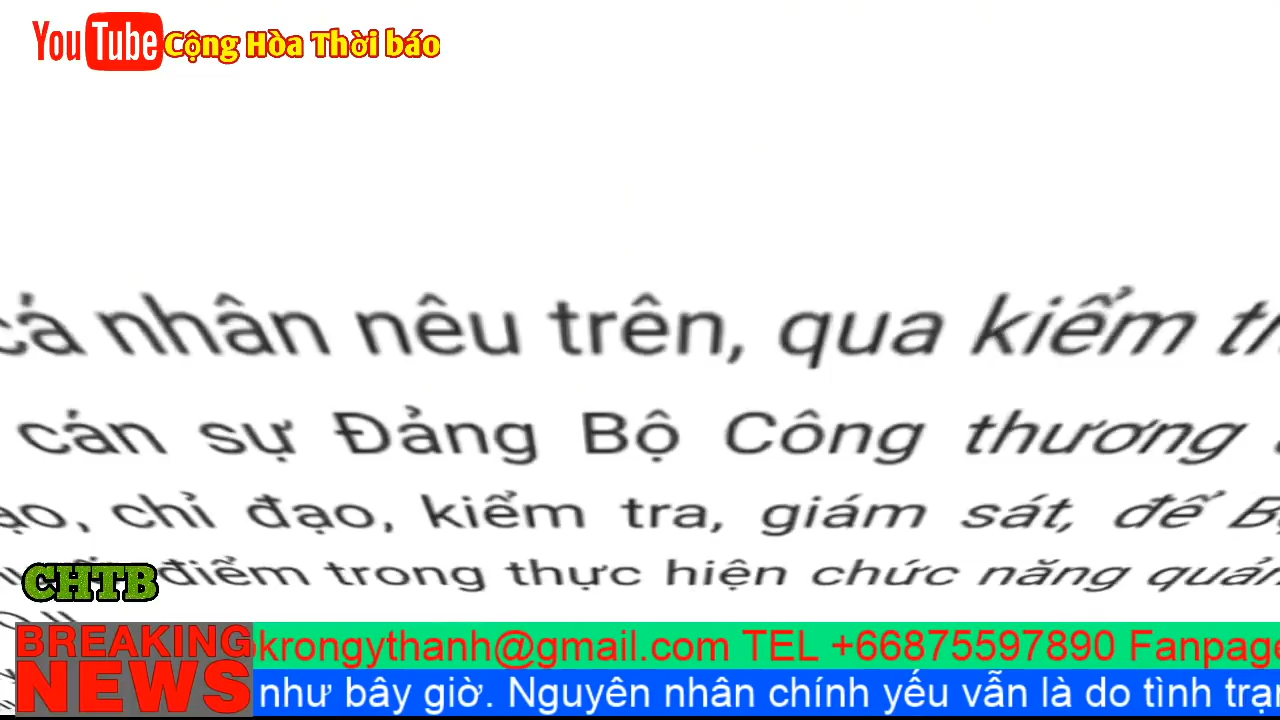 YouTube Cộng Hòa Thời báo
cá nhân nêu trên, qua kiểm
cán sự Đảng Bộ Công thương
chỉ đạo, kiểm tra, giám sát, để
điểm trong thực hiện chức năng quản
CHTB
BREAKING
NEWS
krongythanh@gmail.com TEL +66875597890 Fanpage
như bây giờ. Nguyên nhân chính yếu vẫn là do tình